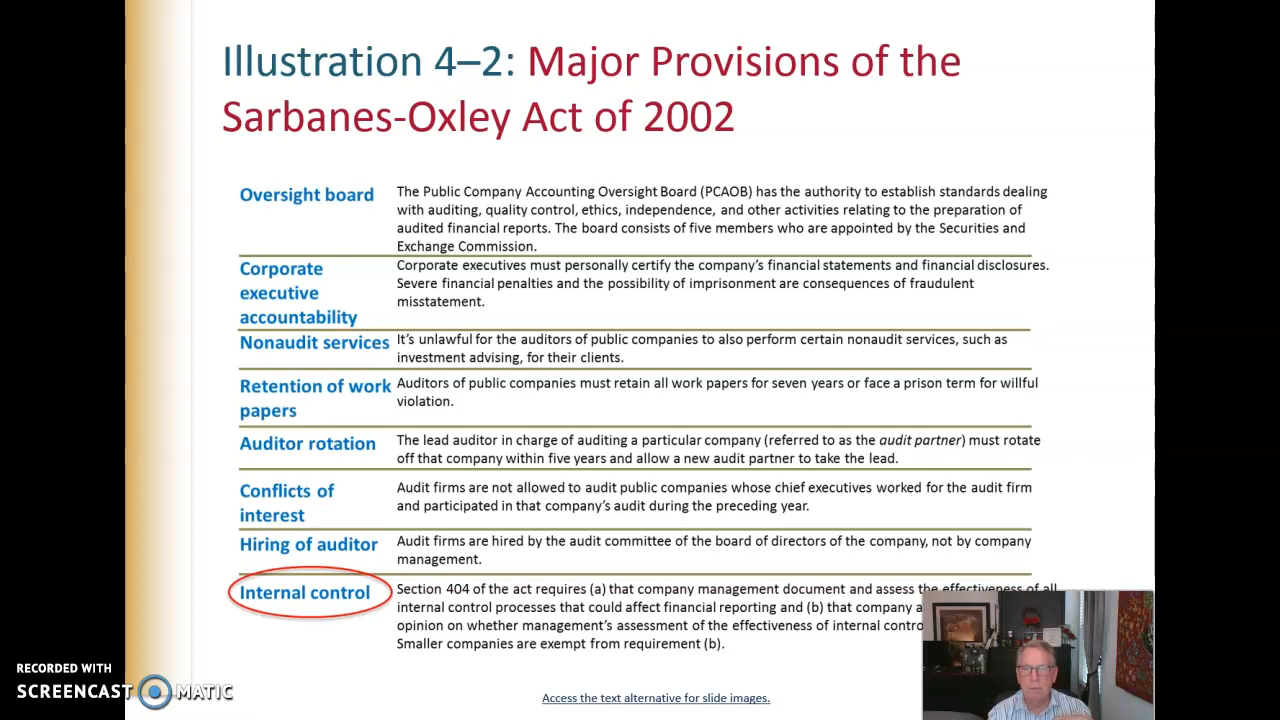 Illustration 4–2: Major Provisions of the
Sarbanes-Oxley Act of 2002
Oversight board
The Public Company Accounting Oversight Board (PCAOB) has the authority to establish standards dealing
with auditing, quality control, ethics, independence, and other activities relating to the preparation of
audited financial reports. The board consists of five members who are appointed by the Securities and
Exchange Commission.
Corporate
executive
accountability
Corporate executives must personally certify the company's financial statements and financial disclosures.
Severe financial penalties and the possibility of imprisonment are consequences of fraudulent
misstatement.
Nonaudit services
It's unlawful for the auditors of public companies to also perform certain nonaudit services, such as
investment advising, for their clients.
Retention of work
papers
Auditors of public companies must retain all work papers for seven years or face a prison term for willful
violation.
Auditor rotation
The lead auditor in charge of auditing a particular company (referred to as the audit partner) must rotate
off that company within five years and allow a new audit partner to take the lead.
Conflicts of
interest
Audit firms are not allowed to audit public companies whose chief executives worked for the audit firm
and participated in that company's audit during the preceding year.
Hiring of auditor
Audit firms are hired by the audit committee of the board of directors of the company, not by company
management.
Internal control
Section 404 of the act requires (a) that company management document and assess the effectiveness of all
internal control processes that could affect financial reporting and (b) that company
opinion on whether management's assessment of the effectiveness of internal
Smaller companies are exempt from requirement (b).
Access the text alternative for slide images.
RECORDED WITH
SCREENCAST MATIC